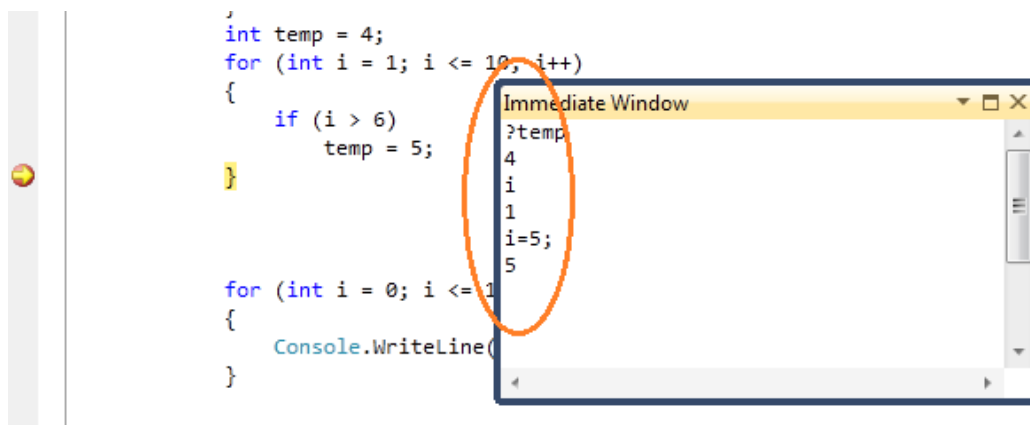 }
int temp = 4;
for (int i = 1; i <= 10; i++)
{
if (i > 6)
temp = 5;
}
for (int i = 0; i <= 1
{
Console.WriteLine(
}
Immediate Window
?temp
4
i
1
i=5;
5